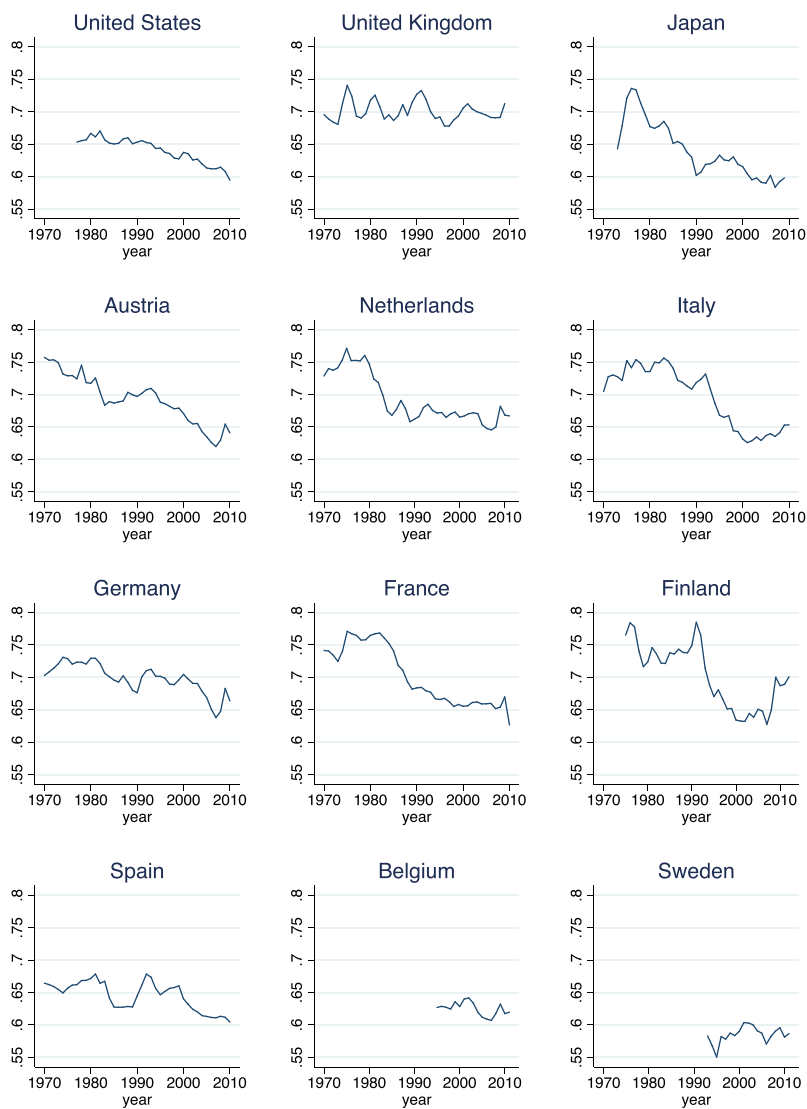 United States United Kingdom Japan
.8 .8 .8
.75 .75 .75
.7 .7 .7
.65 .65 .65
.6 .6 .6
.55 .55 .55
1970 1980 1990 2000 2010 1970 1980 1990 2000 2010 1970 1980 1990 2000 2010
year year year
Austria Netherlands Italy
.8 .8 .8
.75 .75 .75
.7 .7 .7
.65 .65 .65
.6 .6 .6
.55 .55 .55
1970 1980 1990 2000 2010 1970 1980 1990 2000 2010 1970 1980 1990 2000 2010
year year year
Germany France Finland
.8 .8 .8
.75 .75 .75
.7 .7 .7
.65 .65 .65
.6 .6 .6
.55 .55 .55
1970 1980 1990 2000 2010 1970 1980 1990 2000 2010 1970 1980 1990 2000 2010
year year year
Spain Belgium Sweden
.8 .8 .8
.75 .75 .75
.7 .7 .7
.65 .65 .65
.6 .6 .6
.55 .55 .55
1970 1980 1990 2000 2010 1970 1980 1990 2000 2010 1970 1980 1990 2000 2010
year year year